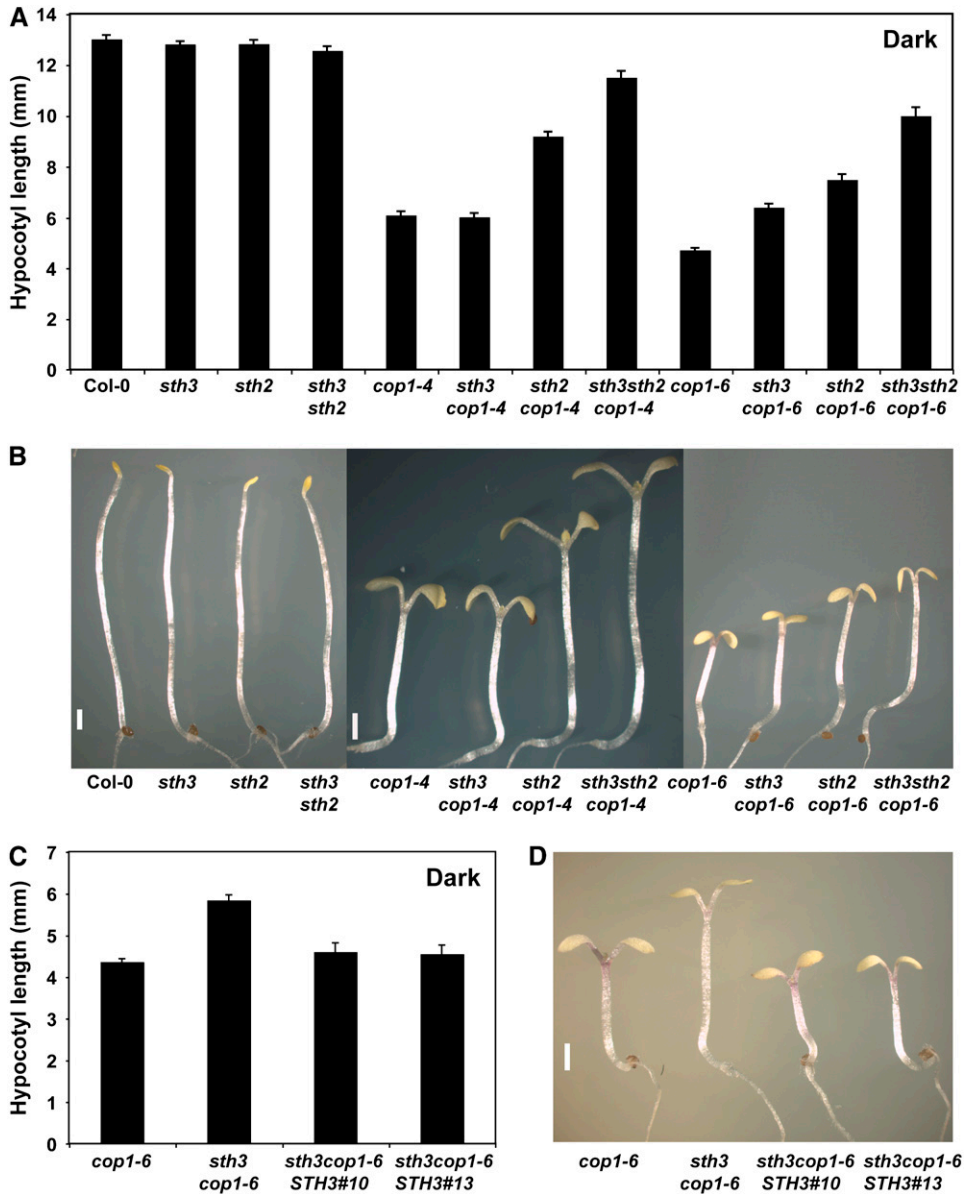 A
Dark
Hypocotyl length (mm)
14
12
10
8
6
4
2
0
Col-0 sth3 sth2 sth3 cop1-4 sth3 sth2 sth3sth2 cop1-6 sth3 sth2 sth3sth2
sth2 cop1-4 cop1-4 cop1-4 cop1-6 cop1-6 cop1-6
B
Col-0 sth3 sth2 sth3 cop1-4 sth3 sth2 sth3sth2 cop1-6 sth3 sth2 sth3sth2
sth2 cop1-4 cop1-4 cop1-4 cop1-6 cop1-6 cop1-6
C
Dark
Hypocotyl length (mm)
7
6
5
4
3
2
1
0
cop1-6 sth3 sth3cop1-6 sth3cop1-6
cop1-6 STH3#10 STH3#13
D
cop1-6 sth3 sth3cop1-6 sth3cop1-6
cop1-6 STH3#10 STH3#13